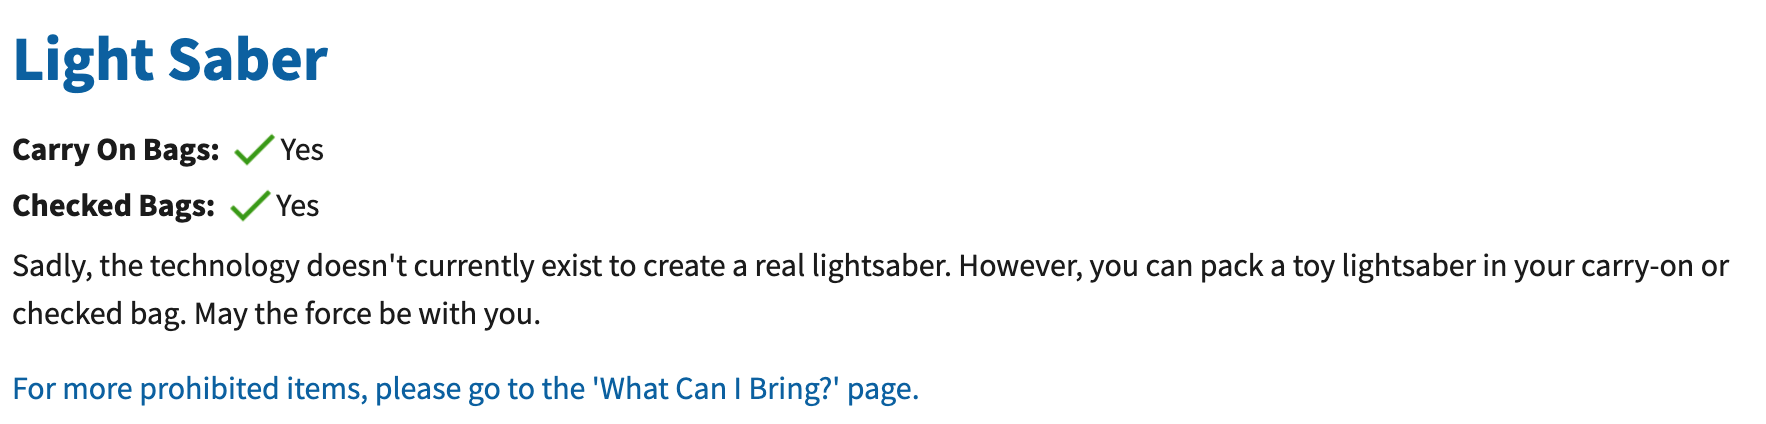 Light Saber
Carry On Bags: Yes
Checked Bags: Yes
Sadly, the technology doesn't currently exist to create a real lightsaber. However, you can pack a toy lightsaber in your carry-on or
checked bag. May the force be with you.
For more prohibited items, please go to the 'What Can I Bring?' page.